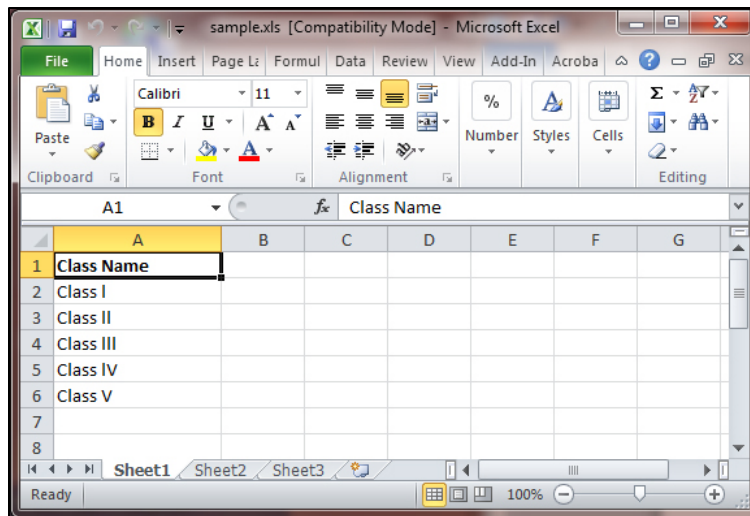 sample.xls [Compatibility Mode] - Microsoft Excel
File Home Insert Page La Formul Data Review View Add-In Acroba
Calibri 11
B I U A A % A Σ A Z
Paste A Number Styles Cells
Clipboard Font Alignment Editing
A1 fx Class Name
A B C D E F G
1 Class Name
2 Class I
3 Class II
4 Class III
5 Class IV
6 Class V
7
8
Sheet1 Sheet2 Sheet3
Ready 100%